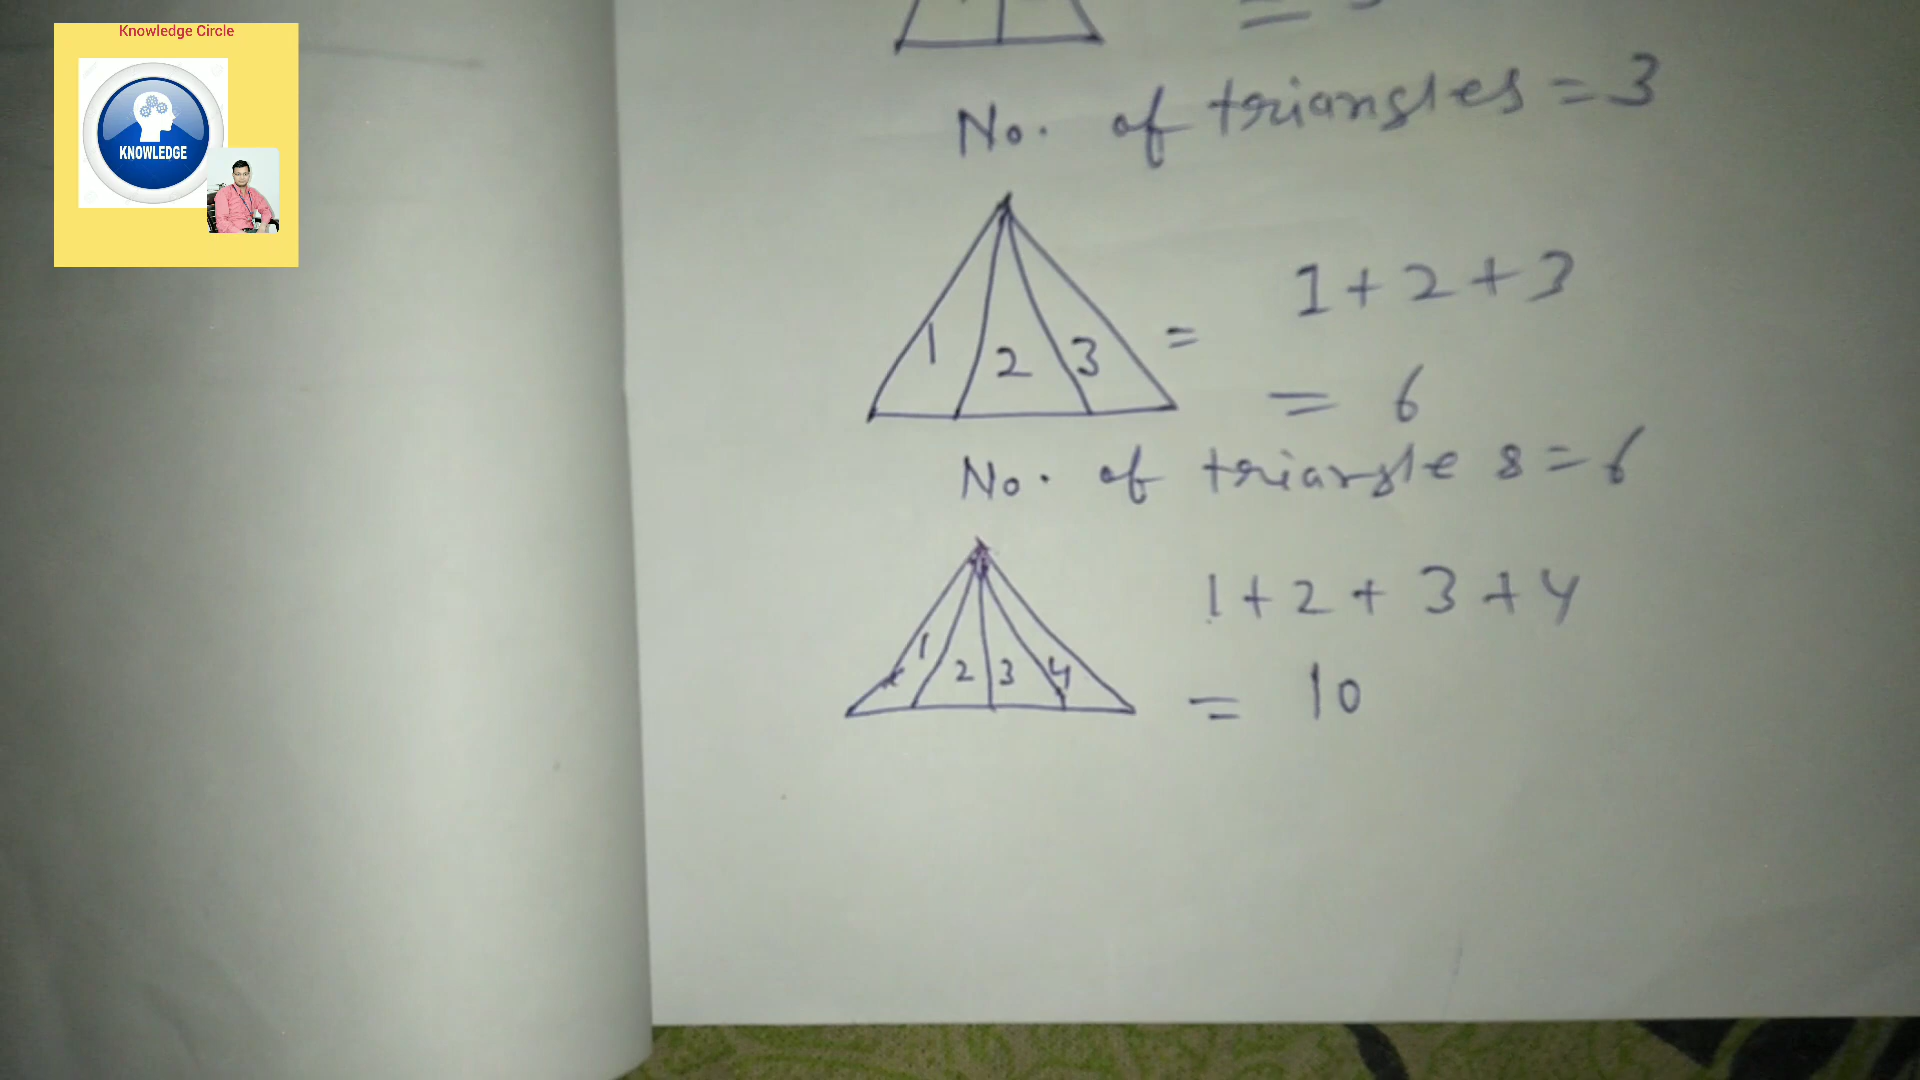 Knowledge Circle
KNOWLEDGE
No. of triangles = 3
1 2 3 = 1+2+3
= 6
No. of triangle s = 6
1 2 3 4 1+2+3+4
= 10